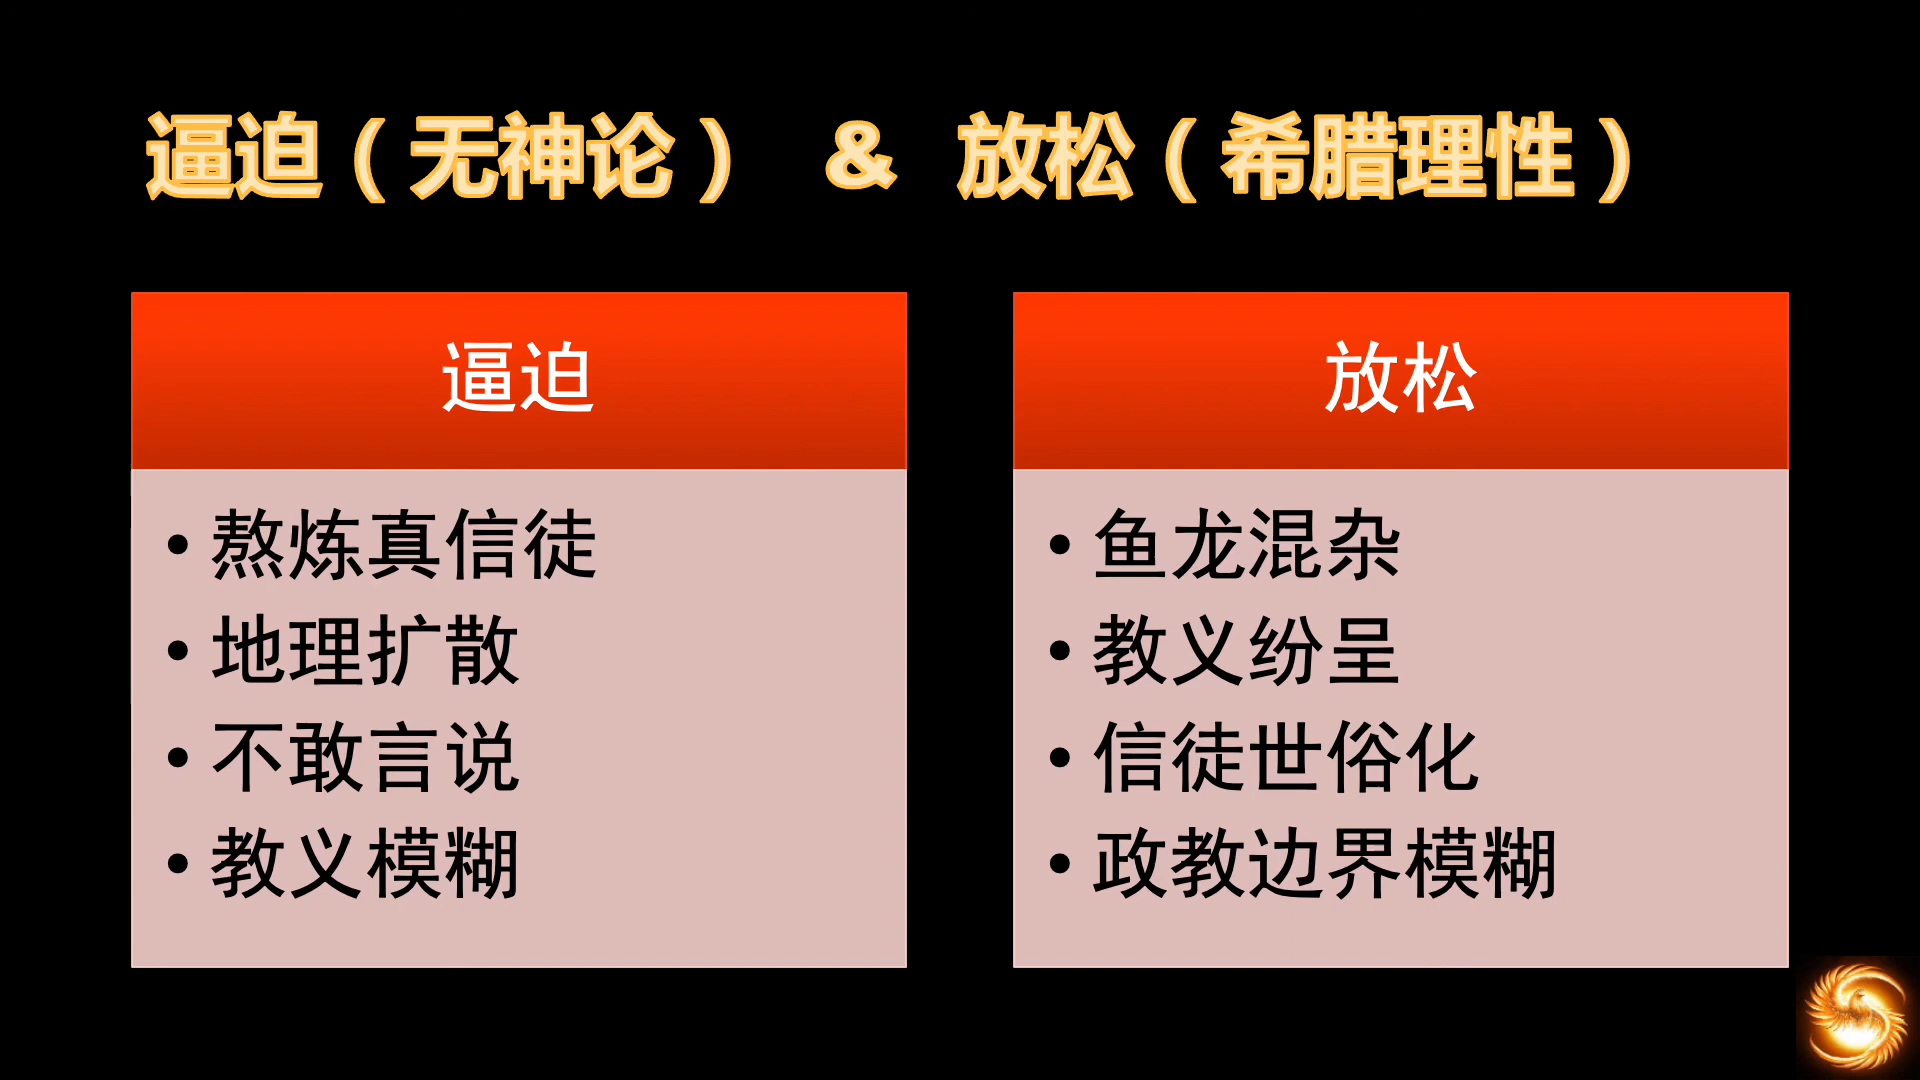 逼迫（无神论） & 放松（希腊理性）
逼迫
• 熬炼真信徒
• 地理扩散
• 不敢言说
• 教义模糊
放松
• 鱼龙混杂
• 教义纷呈
• 信徒世俗化
• 政教边界模糊